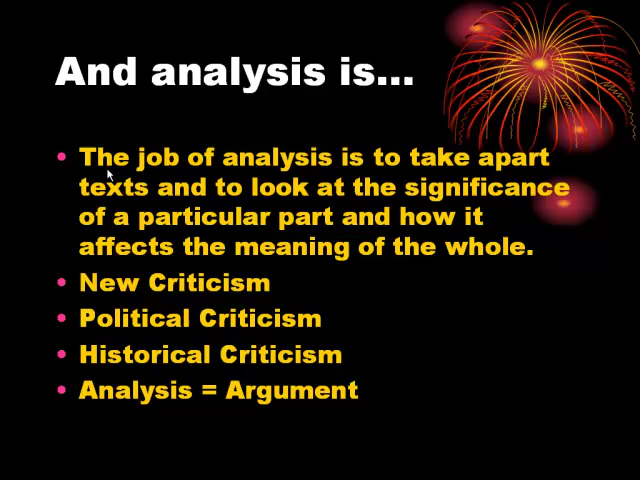 And analysis is...
• The job of analysis is to take apart
texts and to look at the significance
of a particular part and how it
affects the meaning of the whole.
• New Criticism
• Political Criticism
• Historical Criticism
• Analysis = Argument